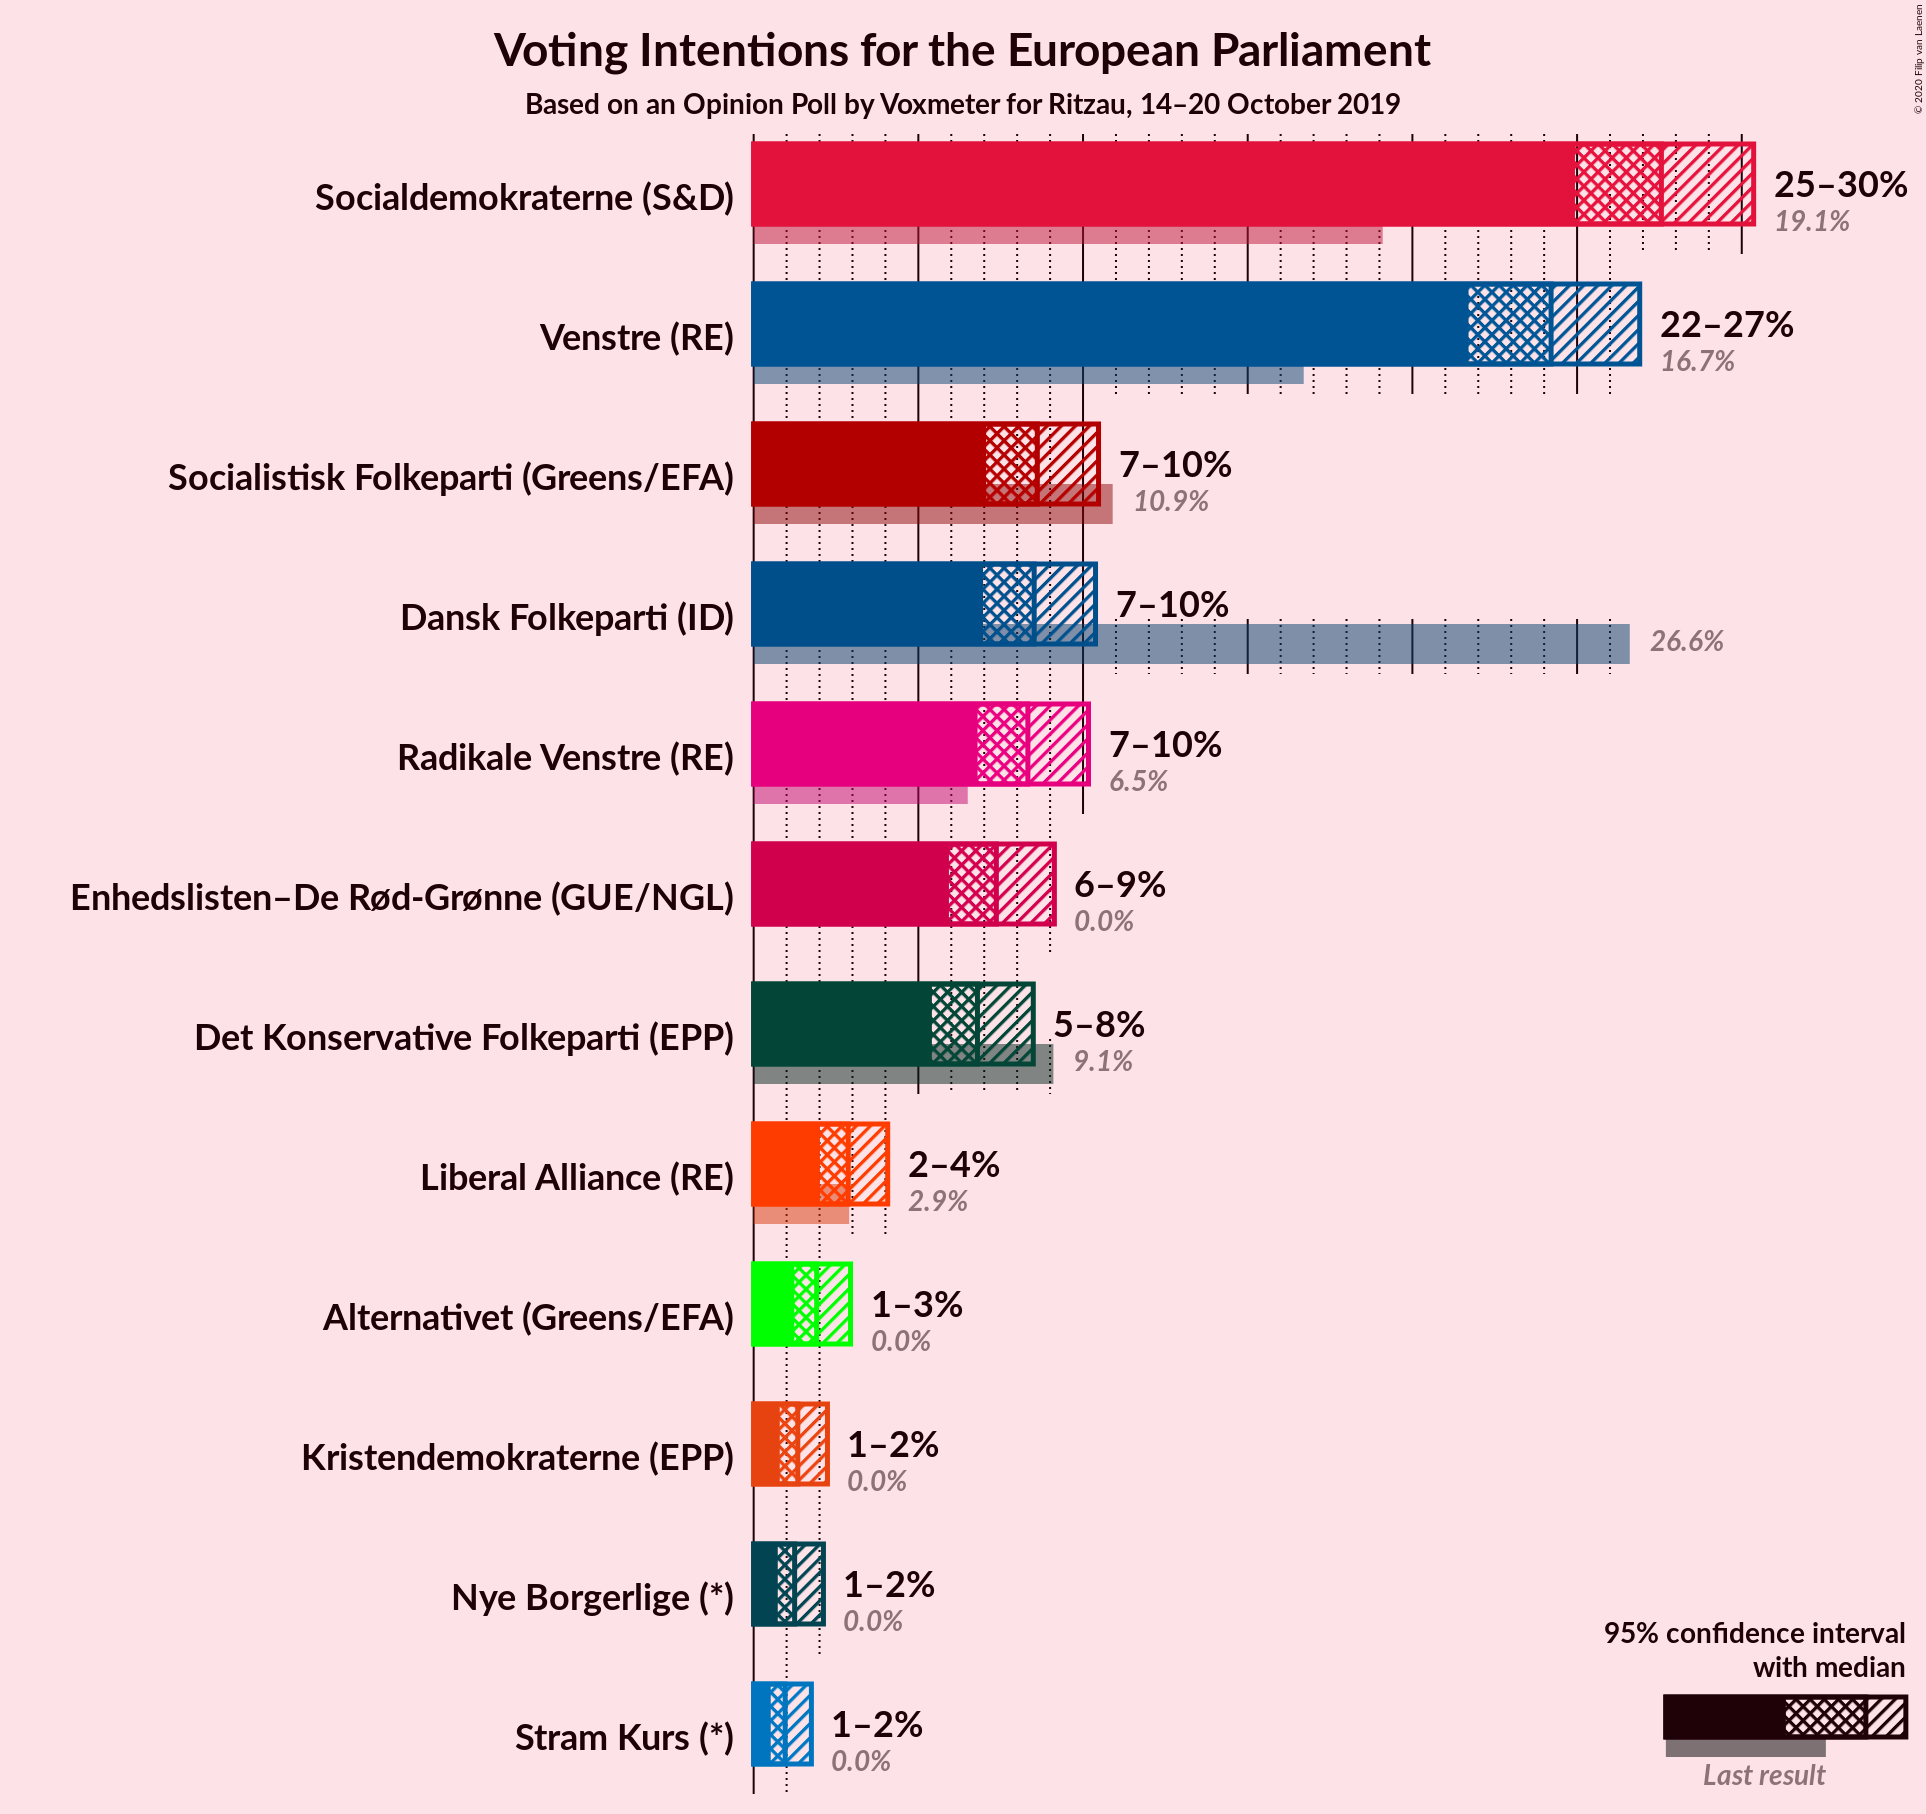 Voting Intentions for the European Parliament
Based on an Opinion Poll by Voxmeter for Ritzau, 14–20 October 2019
© 2020 Filip van Laenen
Socialdemokraterne (S&D)
25–30%
19.1%
Venstre (RE)
22–27%
16.7%
Socialistisk Folkeparti (Greens/EFA)
7–10%
10.9%
Dansk Folkeparti (ID)
7–10%
26.6%
Radikale Venstre (RE)
7–10%
6.5%
Enhedslisten–De Rød-Grønne (GUE/NGL)
6–9%
0.0%
Det Konservative Folkeparti (EPP)
5–8%
9.1%
Liberal Alliance (RE)
2–4%
2.9%
Alternativet (Greens/EFA)
1–3%
0.0%
Kristendemokraterne (EPP)
1–2%
0.0%
Nye Borgerlige (*)
1–2%
0.0%
Stram Kurs (*)
1–2%
0.0%
95% confidence interval
with median
Last result